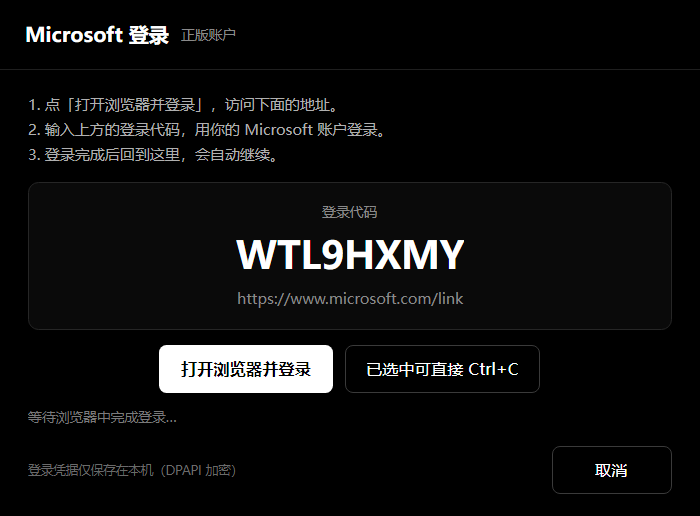 Microsoft 登录 正版账户
1. 点「打开浏览器并登录」，访问下面的地址。
2. 输入上方的登录代码，用你的 Microsoft 账户登录。
3. 登录完成后回到这里，会自动继续。
登录代码
WTL9HXMY
https://www.microsoft.com/link
打开浏览器并登录 已选中可直接 Ctrl+C
等待浏览器中完成登录...
登录凭据仅保存在本机（DPAPI 加密） 取消